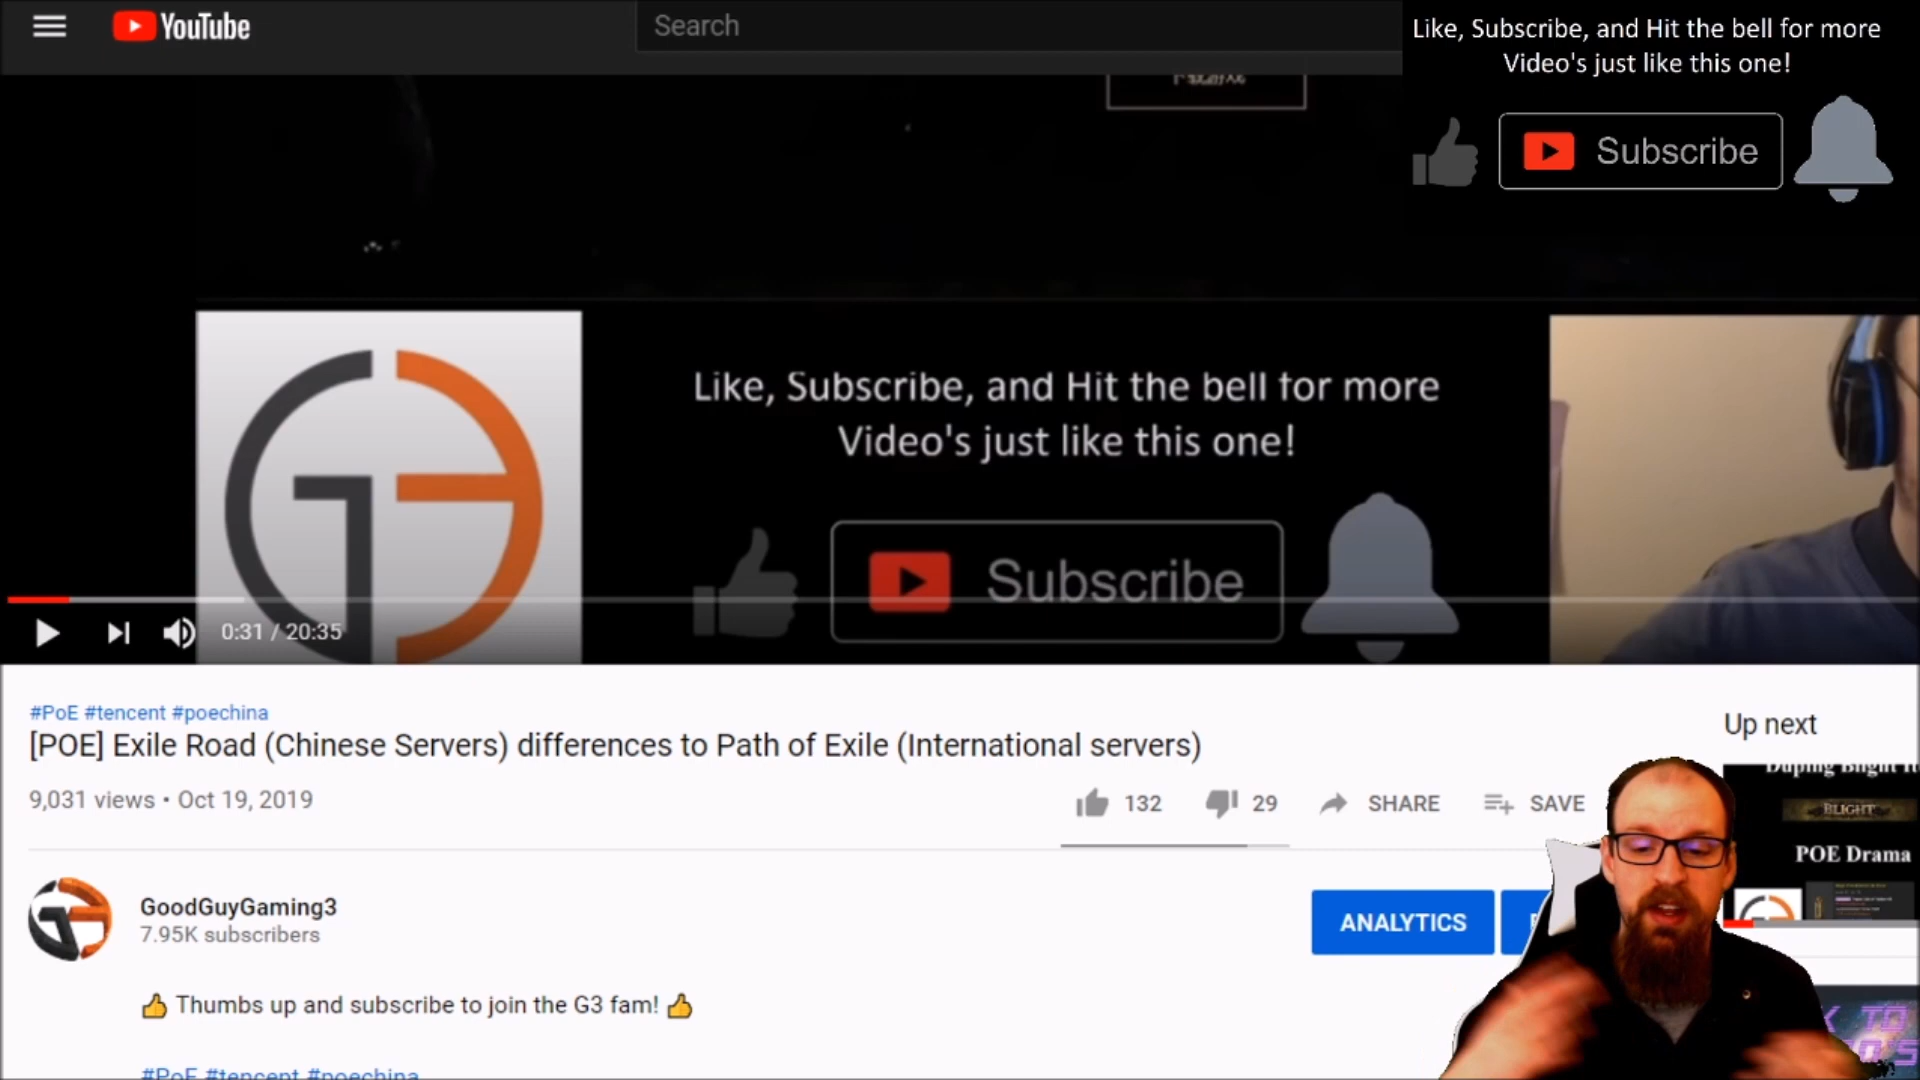 YouTube
Search
Like, Subscribe, and Hit the bell for more
Video's just like this one!
Subscribe
Like, Subscribe, and Hit the bell for more
Video's just like this one!
Subscribe
0:31 / 20:35
#PoE #tencent #poechina
[POE] Exile Road (Chinese Servers) differences to Path of Exile (International servers)
9,031 views • Oct 19, 2019
132
29
SHARE
SAVE
Up next
BLIGHT
POE Drama
GoodGuyGaming3
7.95K subscribers
ANALYTICS
👍 Thumbs up and subscribe to join the G3 fam! 👍
#PoE #tencent #poechina